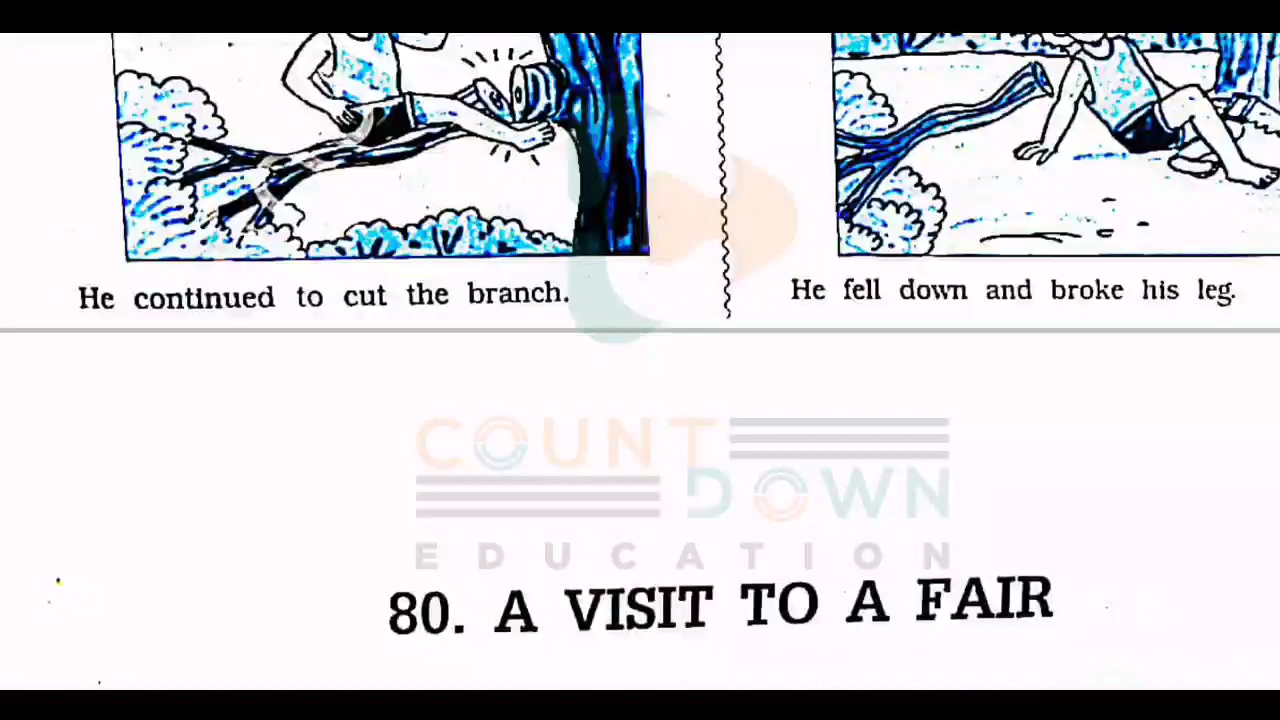 He continued to cut the branch.
He fell down and broke his leg.
COUNT
DOWN
EDUCATION
80. A VISIT TO A FAIR